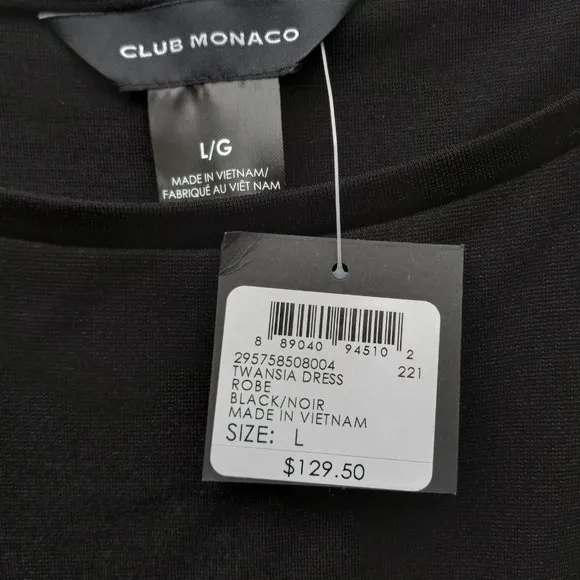 CLUB MONACO
L/G
MADE IN VIETNAM/
FABRIQUÉ AU VIÊT NAM
8 89040 94510 2
295758508004 221
TWANSIA DRESS
ROBE
BLACK/NOIR
MADE IN VIETNAM
SIZE: L
$129.50